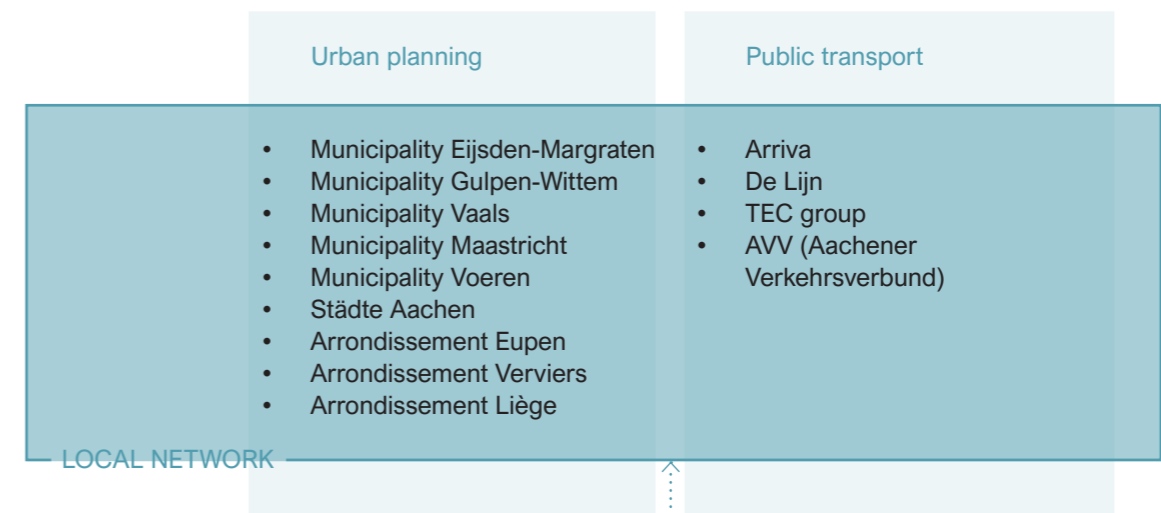 Urban planning
Public transport
• Municipality Eijsden-Margraten
• Municipality Gulpen-Wittem
• Municipality Vaals
• Municipality Maastricht
• Municipality Voeren
• Städte Aachen
• Arrondissement Eupen
• Arrondissement Verviers
• Arrondissement Liège
• Arriva
• De Lijn
• TEC group
• AVV (Aachener
Verkehrsverbund)
LOCAL NETWORK